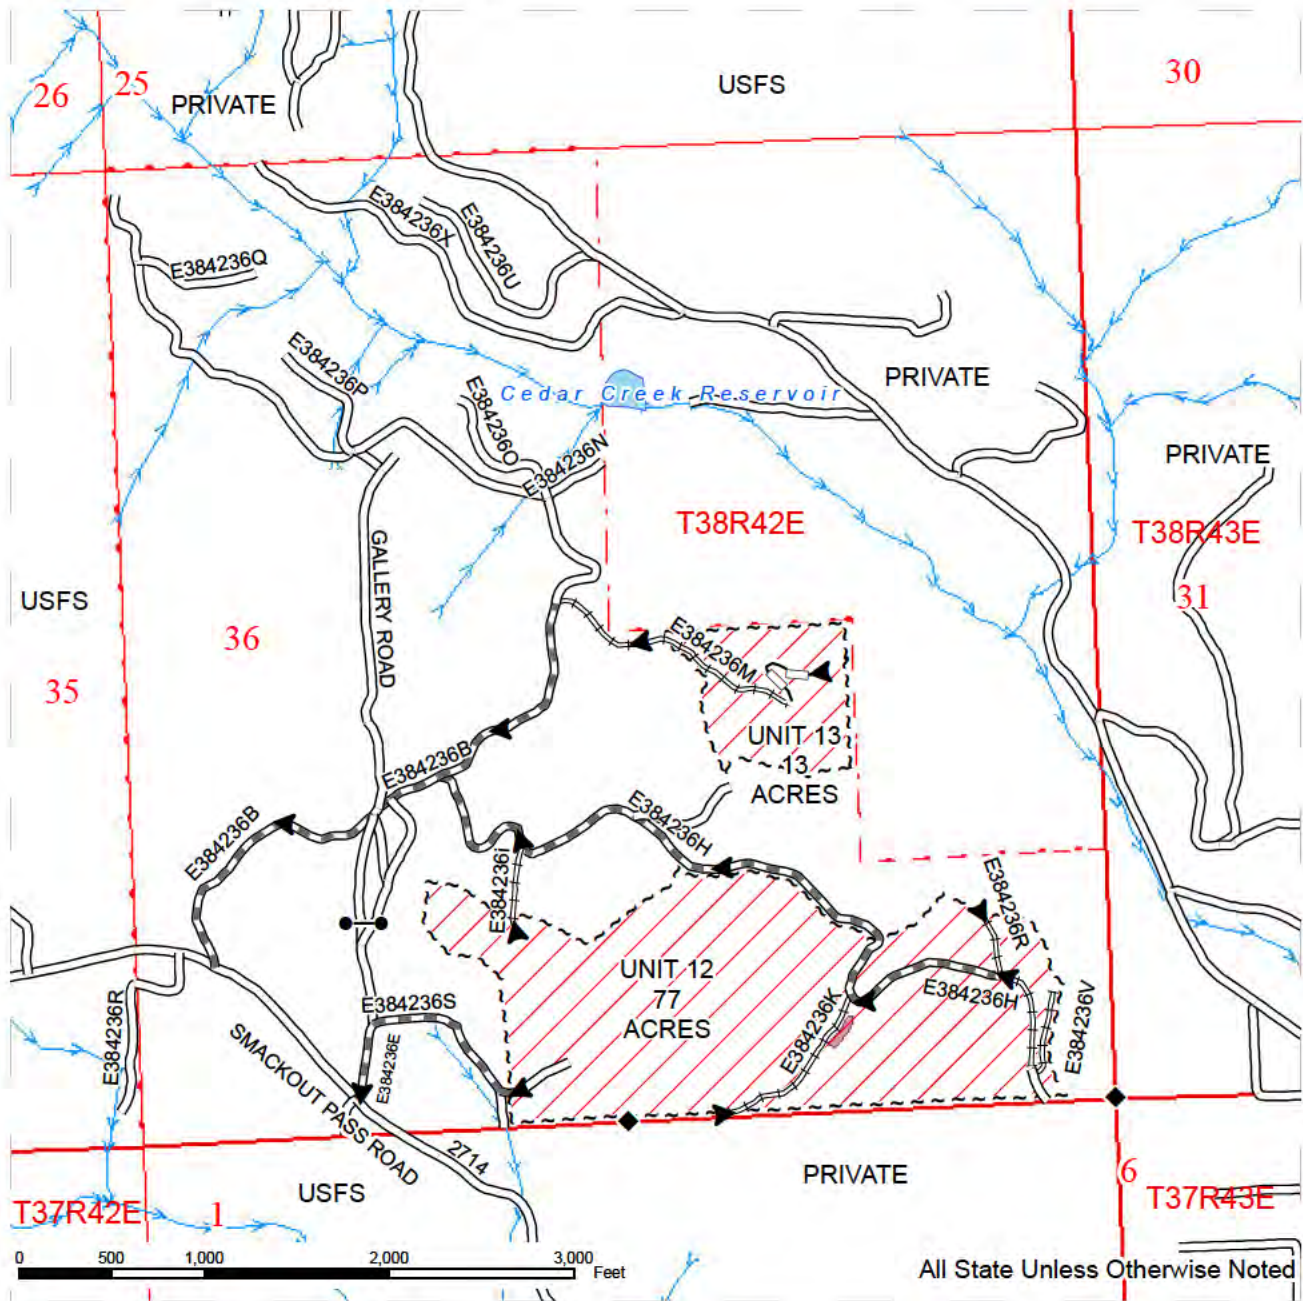 30
USFS
26
25
PRIVATE
E384236X
E384236U
E384236Q
E384236P
E384236O
Cedar Creek Reservoir
PRIVATE
E384236N
PRIVATE
T38R42E
T38R43E
GALLERY ROAD
USFS
31
36
35
E384236M
UNIT 13
13
ACRES
E384236B
E384236B
E384236H
E384236i
E384236R
UNIT 12
77
ACRES
E384236H
E384236K
E384236V
E384236S
E384236R
E384236E
SMACKOUT PASS ROAD
2714
USFS
PRIVATE
6
T37R42E
1
T37R43E
0 500 1,000 2,000 3,000
Feet
All State Unless Otherwise Noted